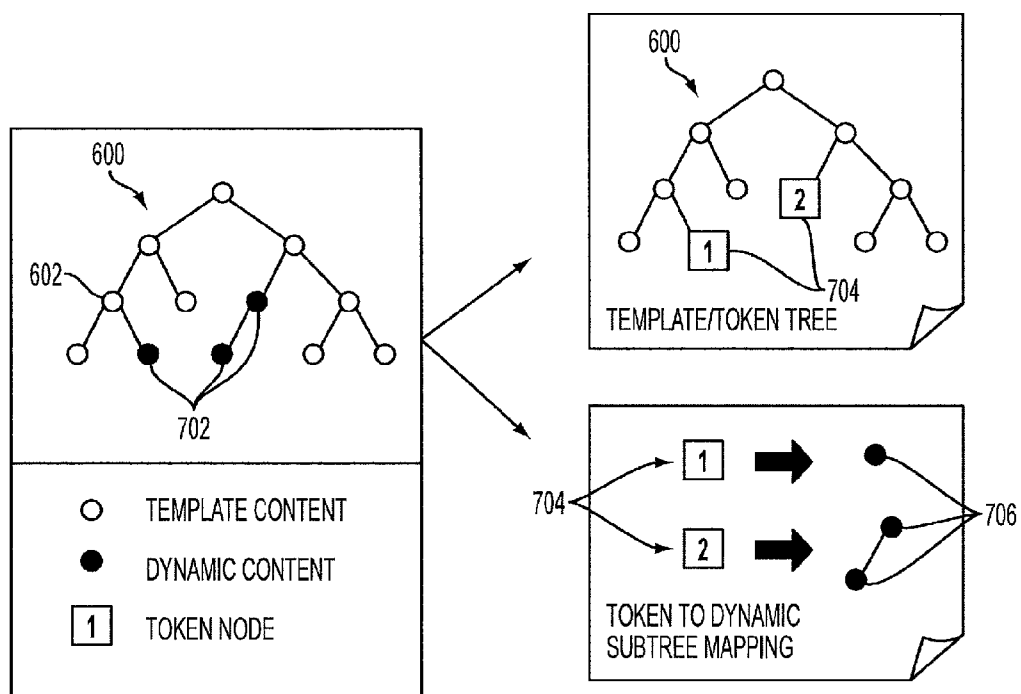 600
602
702
TEMPLATE CONTENT
DYNAMIC CONTENT
1
TOKEN NODE
600
2
1
704
TEMPLATE/TOKEN TREE
704
1
2
706
TOKEN TO DYNAMIC
SUBTREE MAPPING